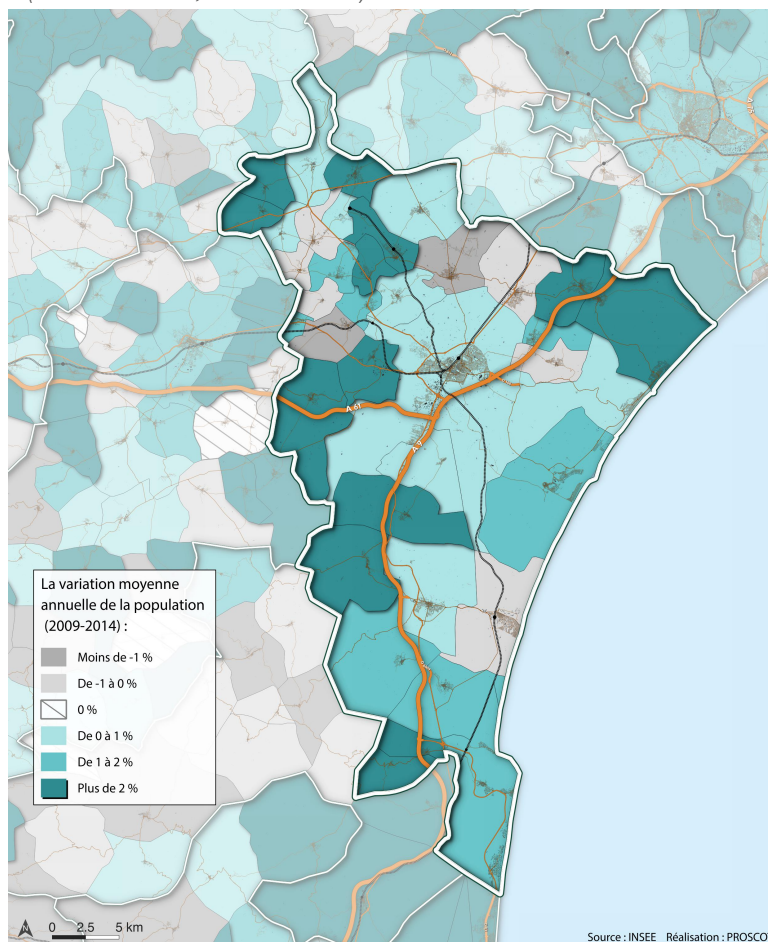 A 61
A 9
La variation moyenne
annuelle de la population
(2009-2014) :
Moins de -1 %
De -1 à 0 %
0 %
De 0 à 1 %
De 1 à 2 %
Plus de 2 %
N
0 2.5 5 km
Source : INSEE Réalisation : PROSCOT